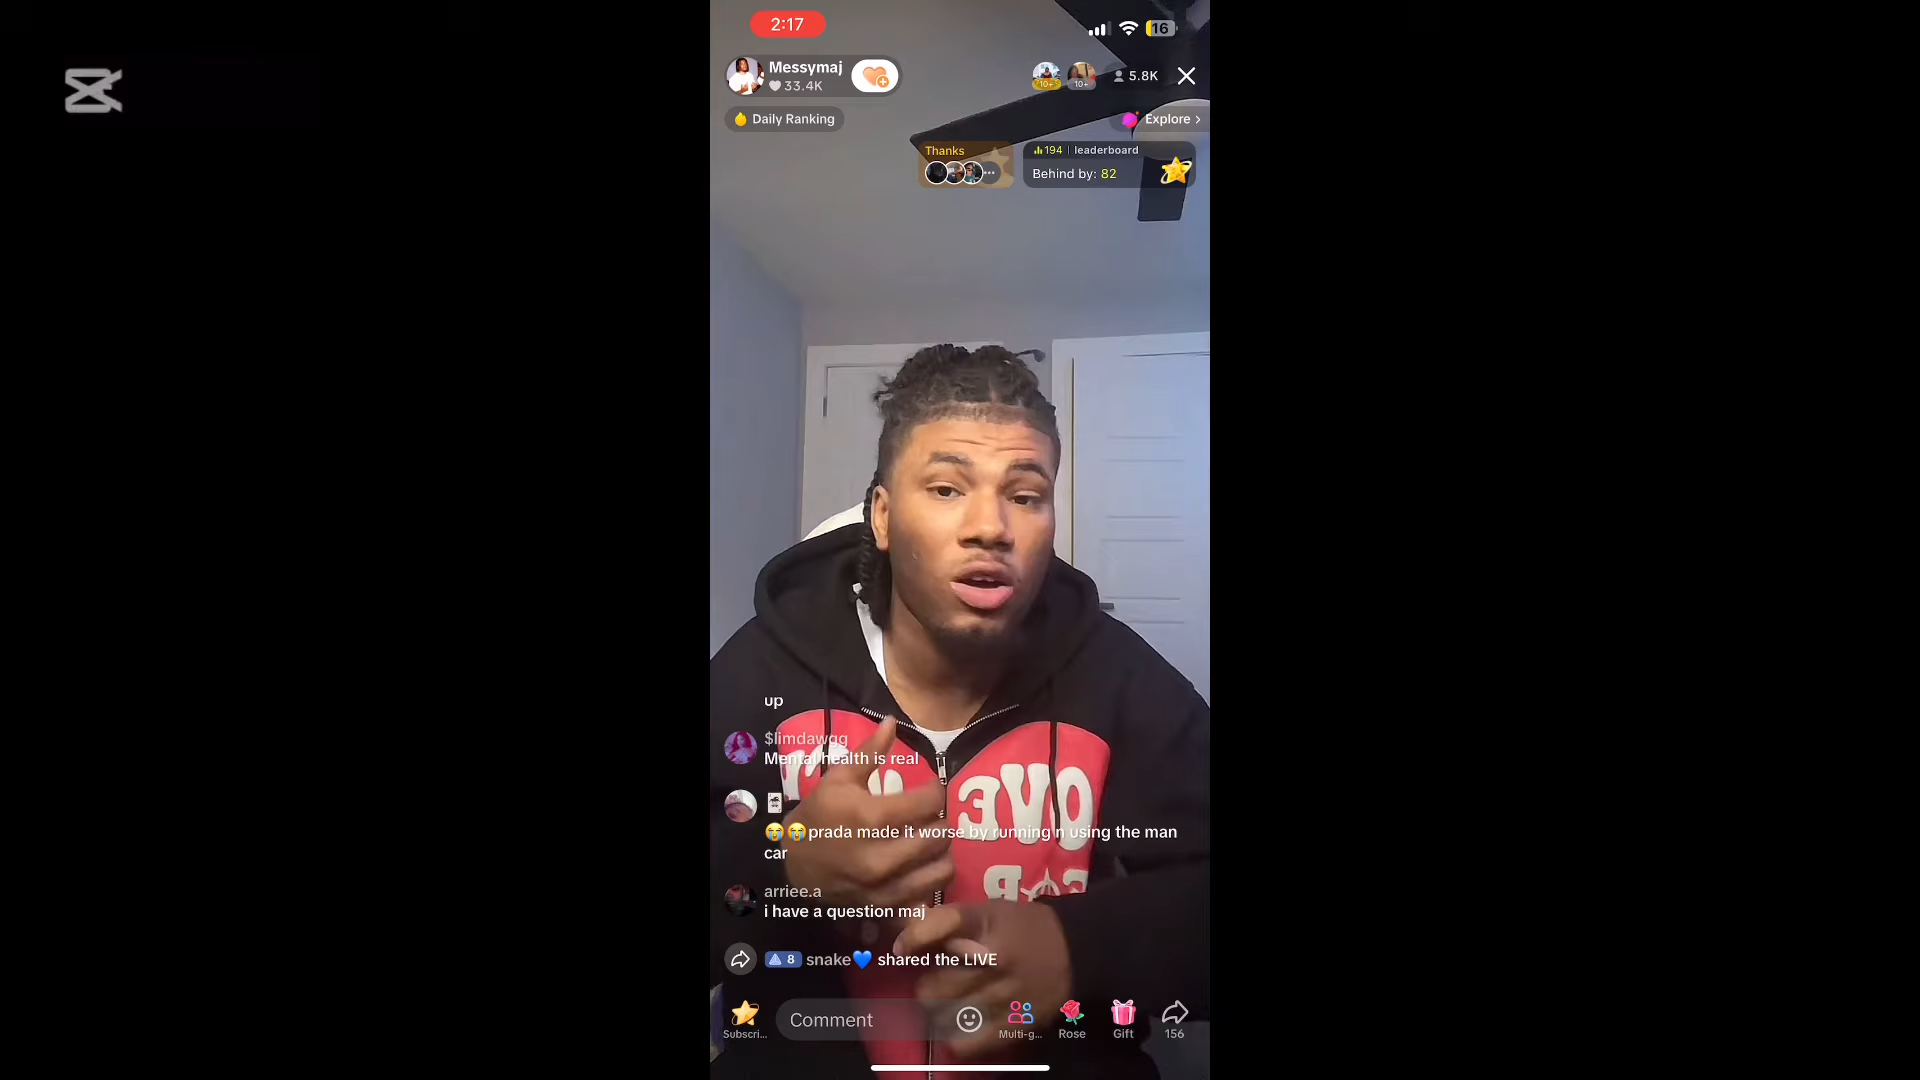 2:17
16
Messymaj
33.4K
10+
10+
5.8K
Daily Ranking
Explore >
Thanks
194 | leaderboard
Behind by: 82
up
$limdawgg
Mental health is real
😭😭prada made it worse by running n using the man
car
arriee.a
i have a question maj
8 snake💙 shared the LIVE
Subscri...
Comment
Multi-g...
Rose
Gift
156